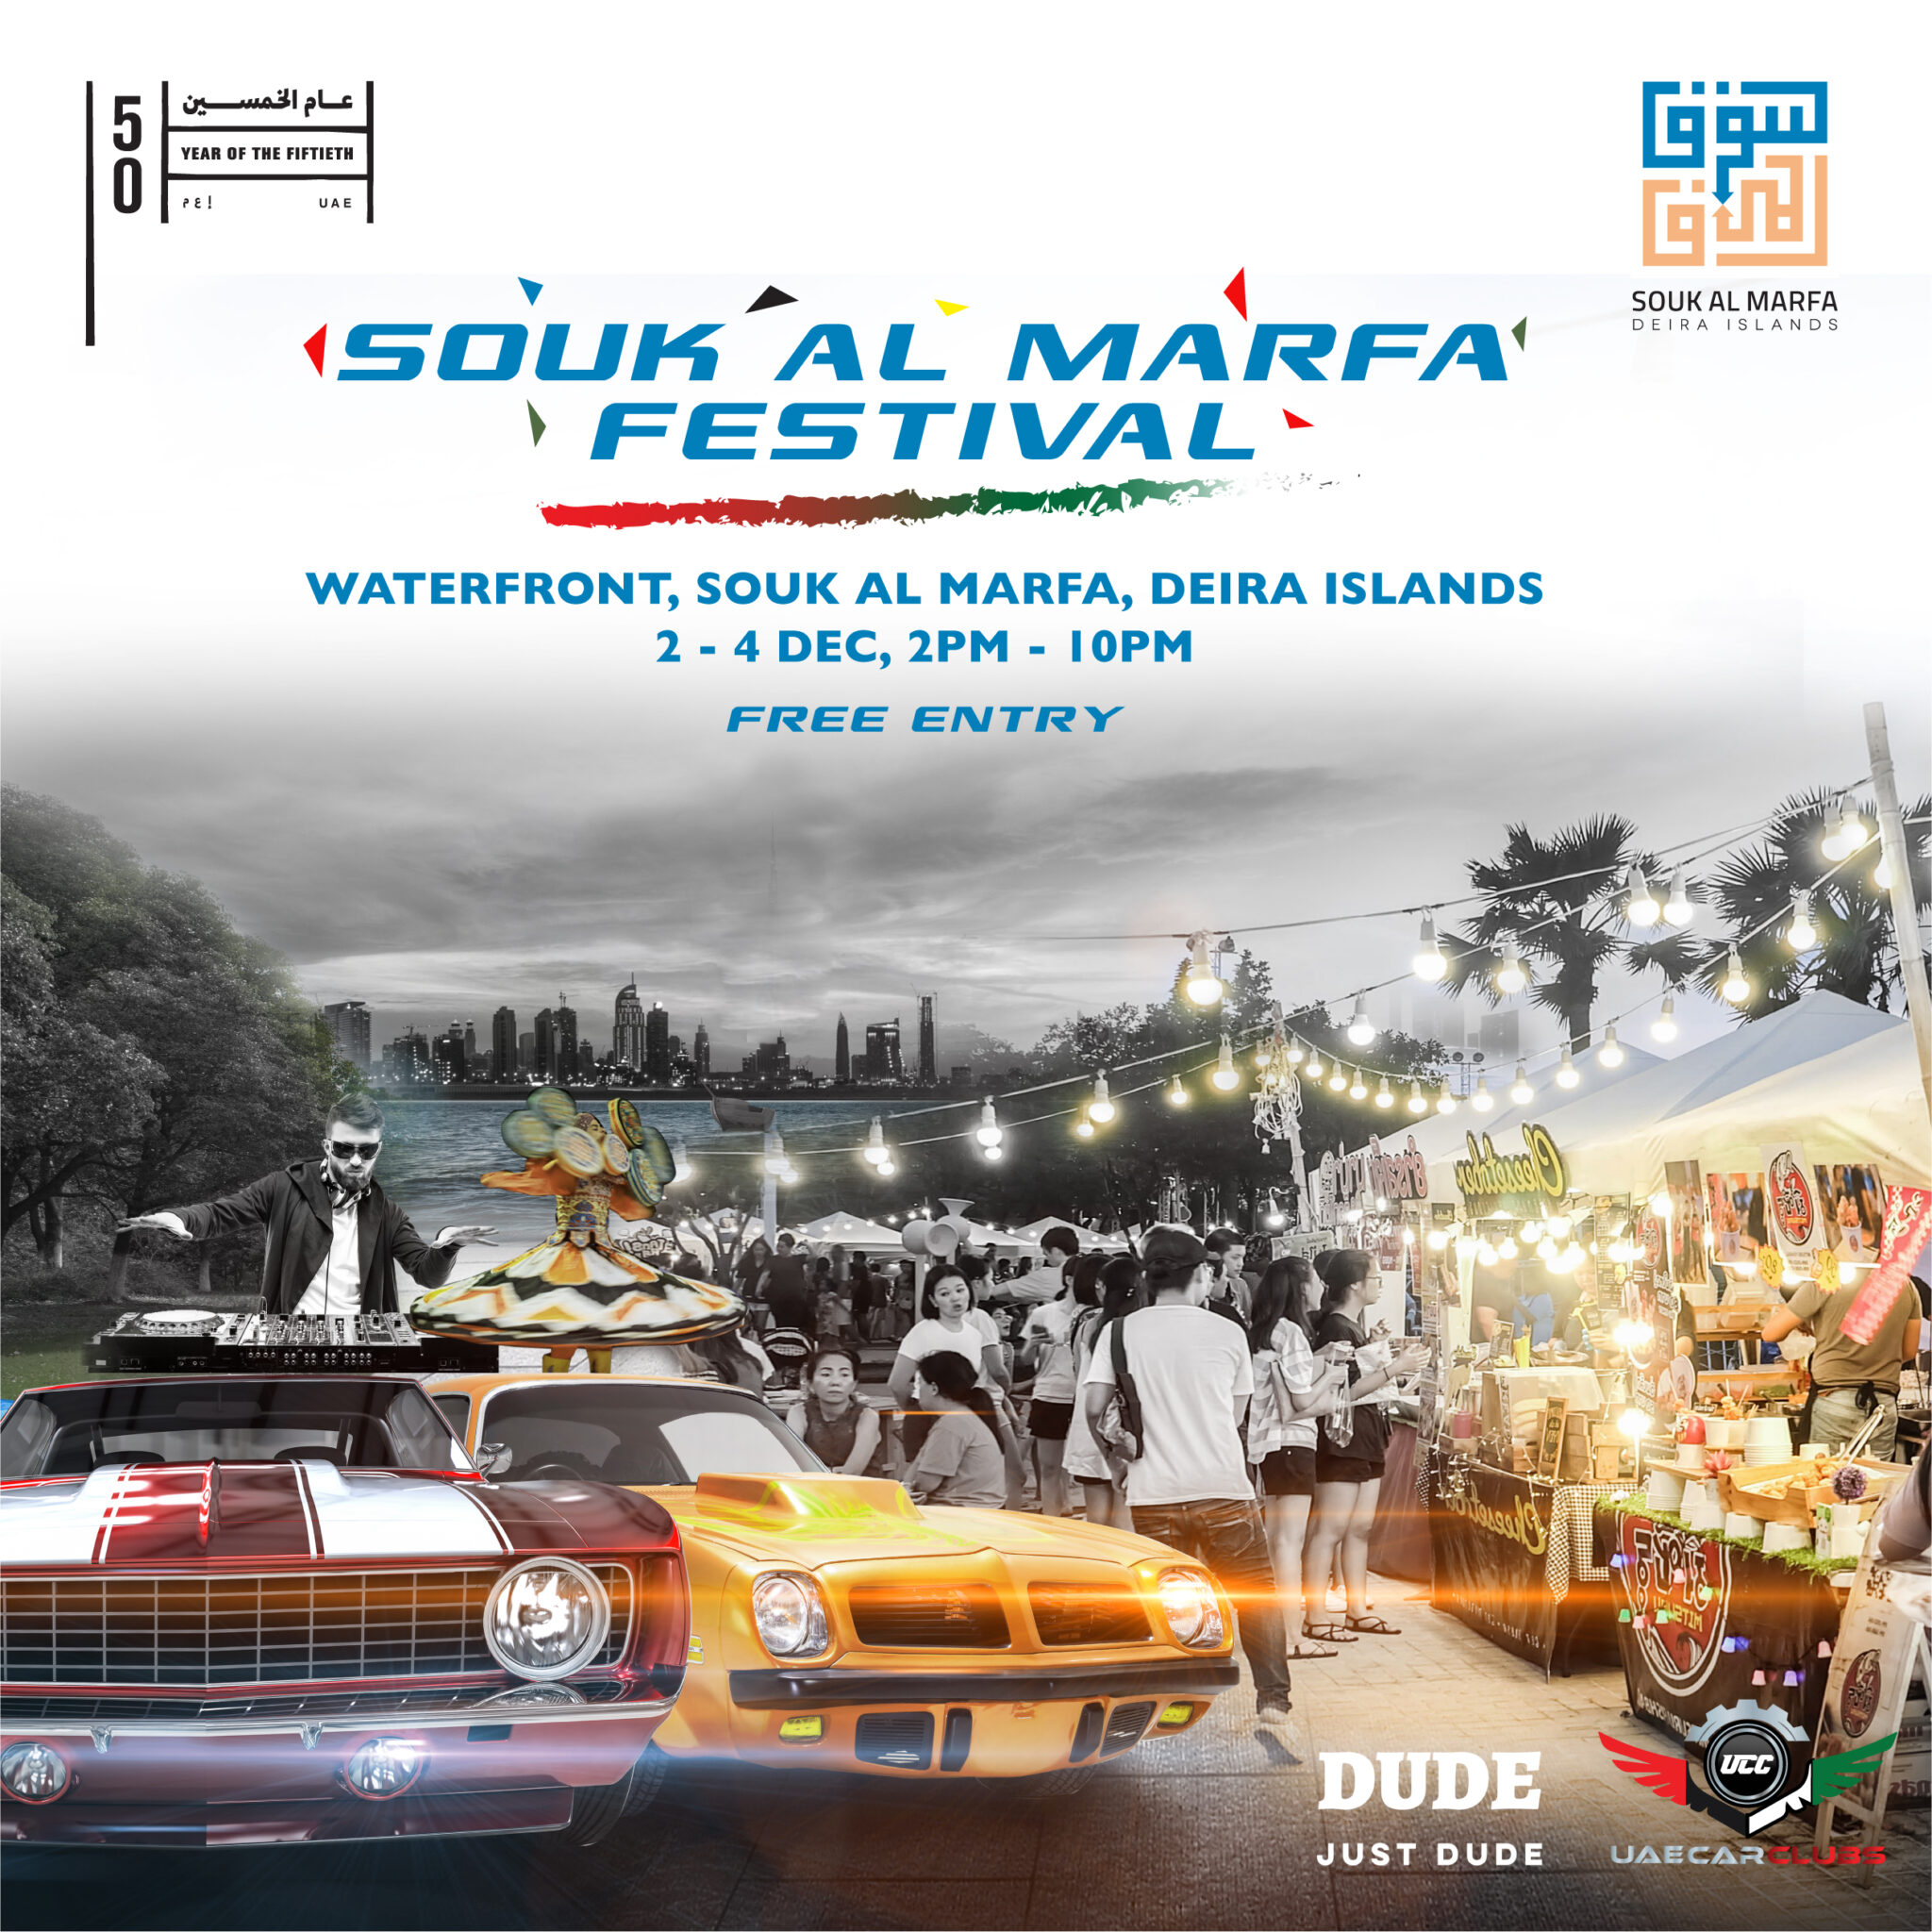 50
عام الخمسين
YEAR OF THE FIFTIETH
إ ع م
UAE
سوق
المرفأ
SOUK AL MARFA
DEIRA ISLANDS
SOUK AL MARFA
FESTIVAL
WATERFRONT, SOUK AL MARFA, DEIRA ISLANDS
2 - 4 DEC, 2PM - 10PM
FREE ENTRY
DUDE
JUST DUDE
UCC
UAECARCLUBS